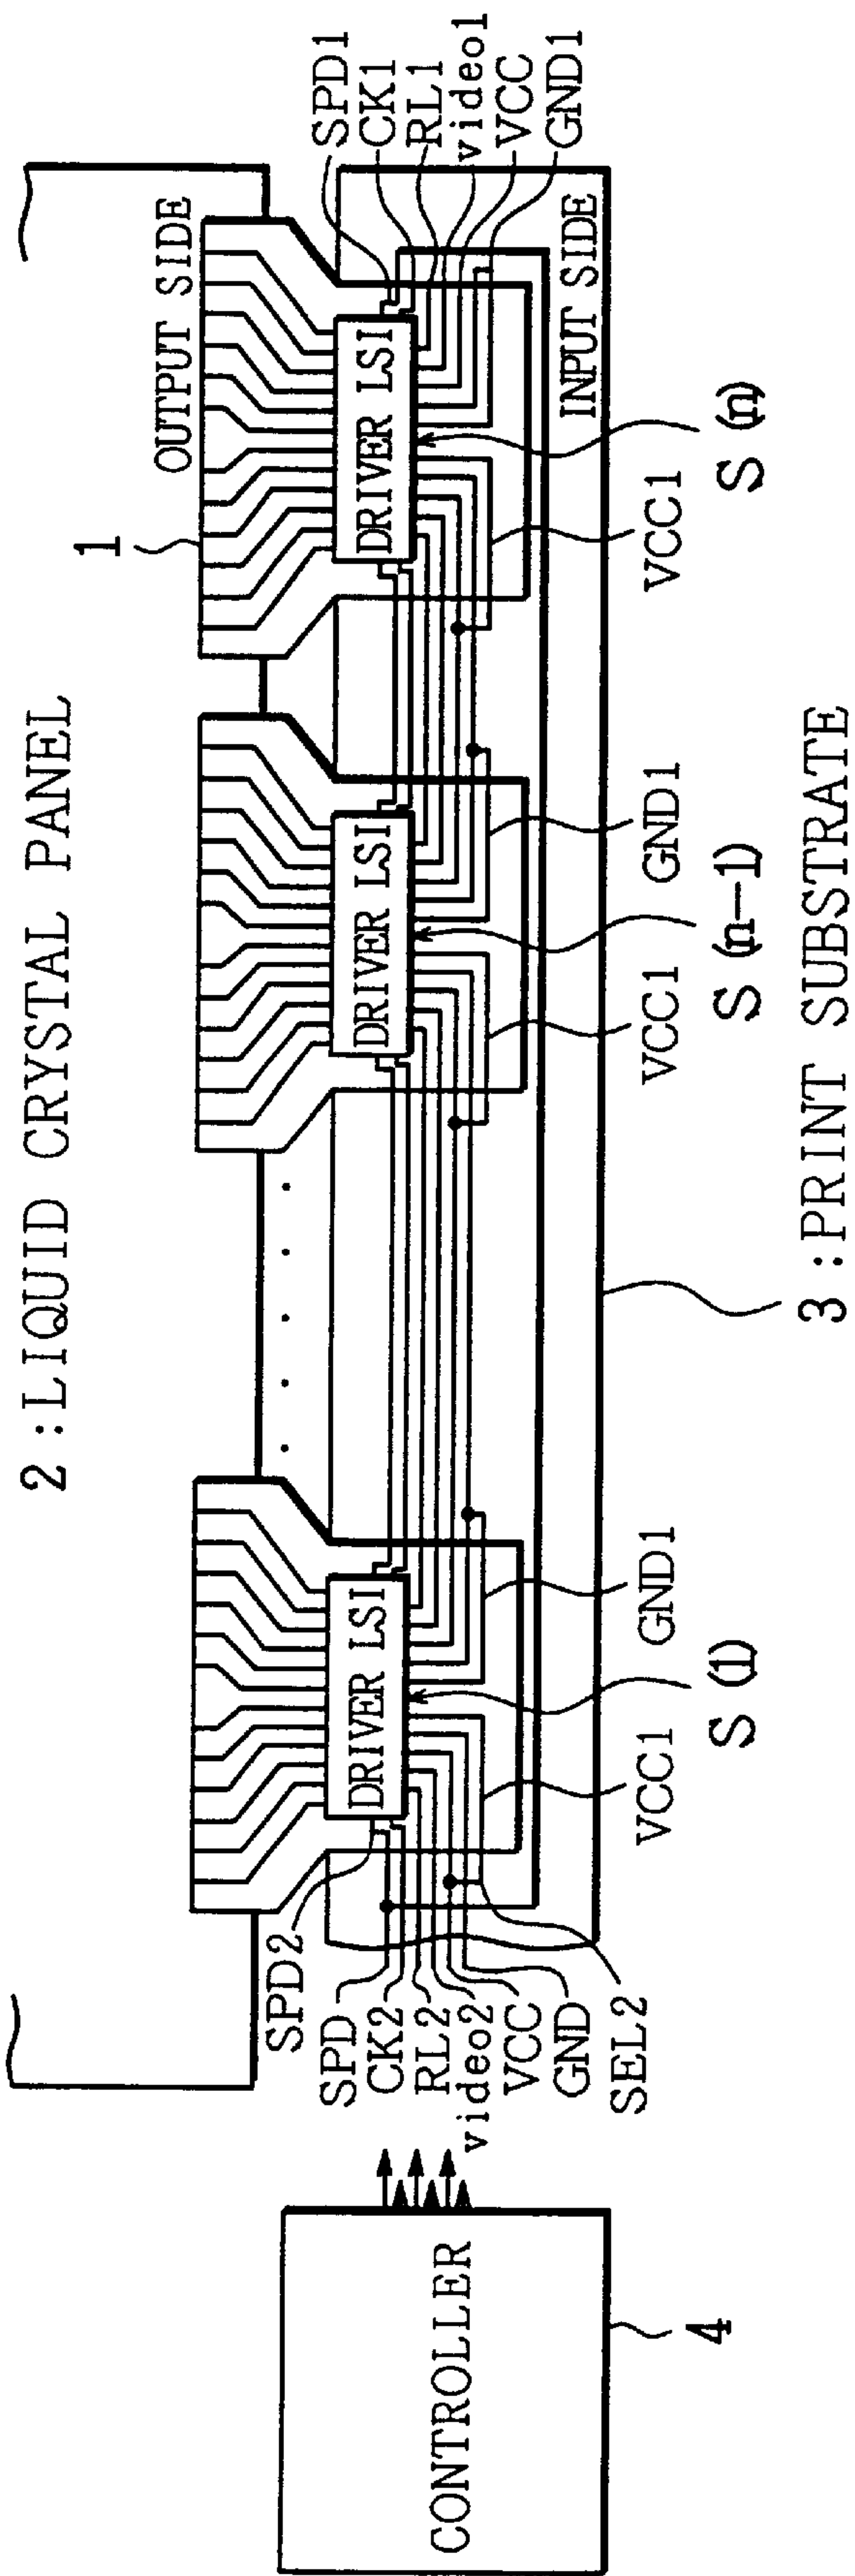 2:LIQUID CRYSTAL PANEL
1
OUTPUT SIDE
DRIVER LSI
DRIVER LSI
DRIVER LSI
SPD1
CK1
RL1
video1
VCC
GND1
INPUT SIDE
SPD2
SPD
CK2
RL2
video2
VCC
GND
SEL2
VCC1
S(1)
GND1
VCC1
S(n-1)
GND1
VCC1
S(n)
3:PRINT SUBSTRATE
CONTROLLER
4